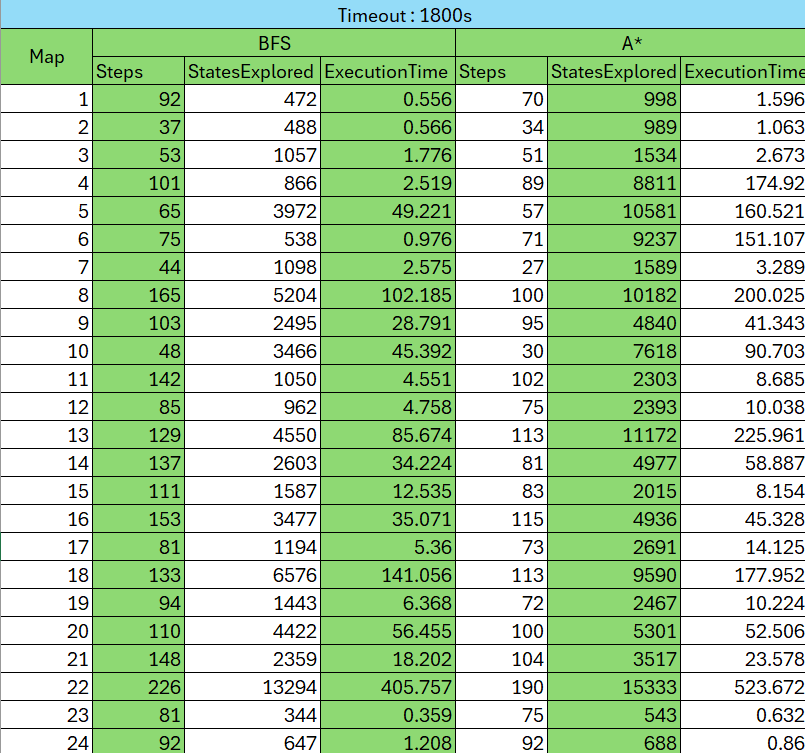 Timeout : 1800s
Map BFS A*
Steps StatesExplored ExecutionTime Steps StatesExplored ExecutionTime
1 92 472 0.556 70 998 1.596
2 37 488 0.566 34 989 1.063
3 53 1057 1.776 51 1534 2.673
4 101 866 2.519 89 8811 174.92
5 65 3972 49.221 57 10581 160.521
6 75 538 0.976 71 9237 151.107
7 44 1098 2.575 27 1589 3.289
8 165 5204 102.185 100 10182 200.025
9 103 2495 28.791 95 4840 41.343
10 48 3466 45.392 30 7618 90.703
11 142 1050 4.551 102 2303 8.685
12 85 962 4.758 75 2393 10.038
13 129 4550 85.674 113 11172 225.961
14 137 2603 34.224 81 4977 58.887
15 111 1587 12.535 83 2015 8.154
16 153 3477 35.071 115 4936 45.328
17 81 1194 5.36 73 2691 14.125
18 133 6576 141.056 113 9590 177.952
19 94 1443 6.368 72 2467 10.224
20 110 4422 56.455 100 5301 52.506
21 148 2359 18.202 104 3517 23.578
22 226 13294 405.757 190 15333 523.672
23 81 344 0.359 75 543 0.632
24 92 647 1.208 92 688 0.86